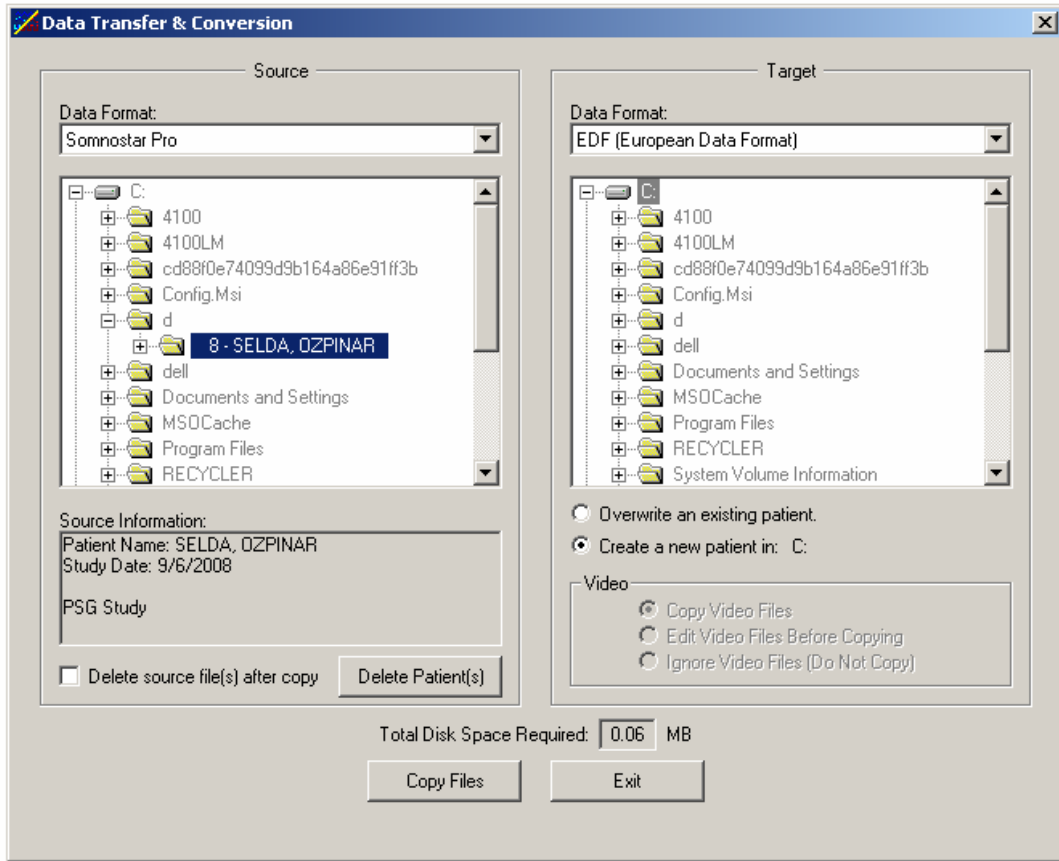 Data Transfer & Conversion
Source
Data Format:
Somnostar Pro
C:
4100
4100LM
cd88f0e74099d9b164a86e91ff3b
Config.Msi
d
8 - SELDA, OZPINAR
dell
Documents and Settings
MSOCache
Program Files
RECYCLER
Source Information:
Patient Name: SELDA, OZPINAR
Study Date: 9/6/2008
PSG Study
Delete source file(s) after copy
Delete Patient(s)
Target
Data Format:
EDF (European Data Format)
C:
4100
4100LM
cd88f0e74099d9b164a86e91ff3b
Config.Msi
d
dell
Documents and Settings
MSOCache
Program Files
RECYCLER
System Volume Information
Overwrite an existing patient.
Create a new patient in: C:
Video
Copy Video Files
Edit Video Files Before Copying
Ignore Video Files (Do Not Copy)
Total Disk Space Required: 0.06 MB
Copy Files
Exit